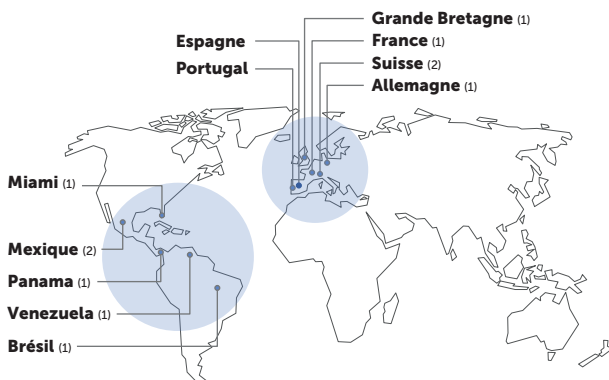 Grande Bretagne (1)
Espagne
France (1)
Portugal
Suisse (2)
Allemagne (1)
Miami (1)
Mexique (2)
Panama (1)
Venezuela (1)
Brésil (1)